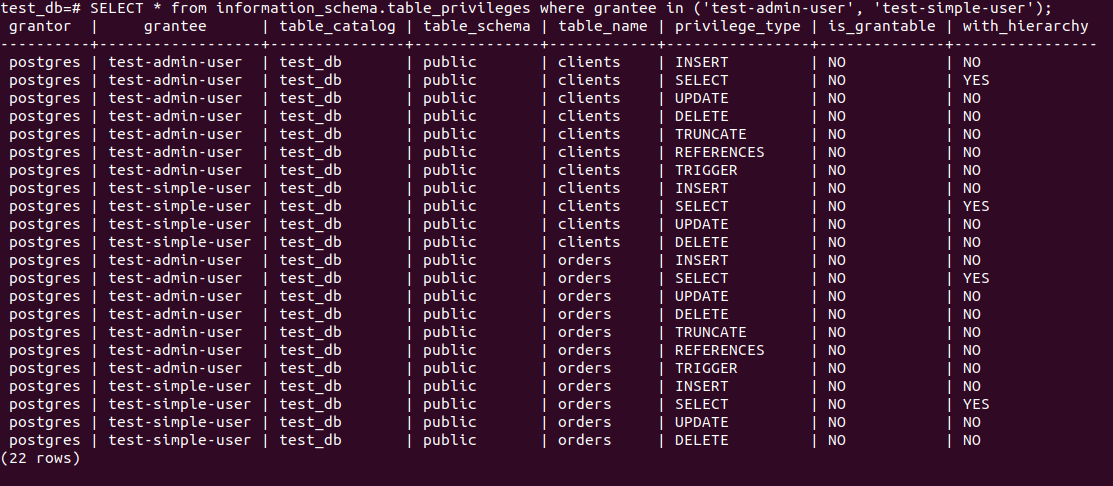 test_db=# SELECT * from information_schema.table_privileges where grantee in ('test-admin-user', 'test-simple-user');
 grantor  |     grantee      | table_catalog | table_schema | table_name | privilege_type | is_grantable | with_hierarchy
----------+------------------+---------------+--------------+------------+----------------+--------------+----------------
 postgres | test-admin-user  | test_db       | public       | clients    | INSERT         | NO           | NO
 postgres | test-admin-user  | test_db       | public       | clients    | SELECT         | NO           | YES
 postgres | test-admin-user  | test_db       | public       | clients    | UPDATE         | NO           | NO
 postgres | test-admin-user  | test_db       | public       | clients    | DELETE         | NO           | NO
 postgres | test-admin-user  | test_db       | public       | clients    | TRUNCATE       | NO           | NO
 postgres | test-admin-user  | test_db       | public       | clients    | REFERENCES     | NO           | NO
 postgres | test-admin-user  | test_db       | public       | clients    | TRIGGER        | NO           | NO
 postgres | test-simple-user | test_db       | public       | clients    | INSERT         | NO           | NO
 postgres | test-simple-user | test_db       | public       | clients    | SELECT         | NO           | YES
 postgres | test-simple-user | test_db       | public       | clients    | UPDATE         | NO           | NO
 postgres | test-simple-user | test_db       | public       | clients    | DELETE         | NO           | NO
 postgres | test-admin-user  | test_db       | public       | orders     | INSERT         | NO           | NO
 postgres | test-admin-user  | test_db       | public       | orders     | SELECT         | NO           | YES
 postgres | test-admin-user  | test_db       | public       | orders     | UPDATE         | NO           | NO
 postgres | test-admin-user  | test_db       | public       | orders     | DELETE         | NO           | NO
 postgres | test-admin-user  | test_db       | public       | orders     | TRUNCATE       | NO           | NO
 postgres | test-admin-user  | test_db       | public       | orders     | REFERENCES     | NO           | NO
 postgres | test-admin-user  | test_db       | public       | orders     | TRIGGER        | NO           | NO
 postgres | test-simple-user | test_db       | public       | orders     | INSERT         | NO           | NO
 postgres | test-simple-user | test_db       | public       | orders     | SELECT         | NO           | YES
 postgres | test-simple-user | test_db       | public       | orders     | UPDATE         | NO           | NO
 postgres | test-simple-user | test_db       | public       | orders     | DELETE         | NO           | NO
(22 rows)